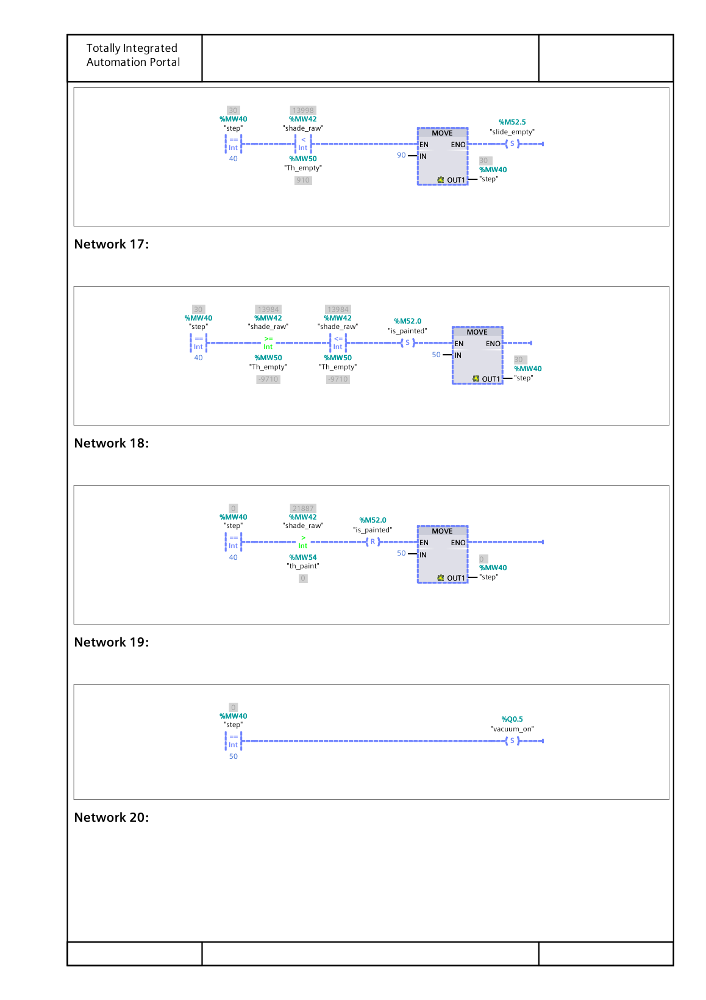 Totally Integrated
Automation Portal
30
%MW40
"step"
==
Int
40
13998
%MW42
"shade_raw"
<
Int
%MW50
"Th_empty"
910
MOVE
EN
ENO
90
IN
OUT1
30
%MW40
"step"
%M52.5
"slide_empty"
S
Network 17:
30
%MW40
"step"
==
Int
40
13984
%MW42
"shade_raw"
>=
Int
%MW50
"Th_empty"
-9710
13984
%MW42
"shade_raw"
<=
Int
%MW50
"Th_empty"
-9710
%M52.0
"is_painted"
S
MOVE
EN
ENO
50
IN
OUT1
30
%MW40
"step"
Network 18:
0
%MW40
"step"
==
Int
40
21887
%MW42
"shade_raw"
>
Int
%MW54
"th_paint"
0
%M52.0
"is_painted"
R
MOVE
EN
ENO
50
IN
OUT1
0
%MW40
"step"
Network 19:
0
%MW40
"step"
==
Int
50
%Q0.5
"vacuum_on"
S
Network 20: